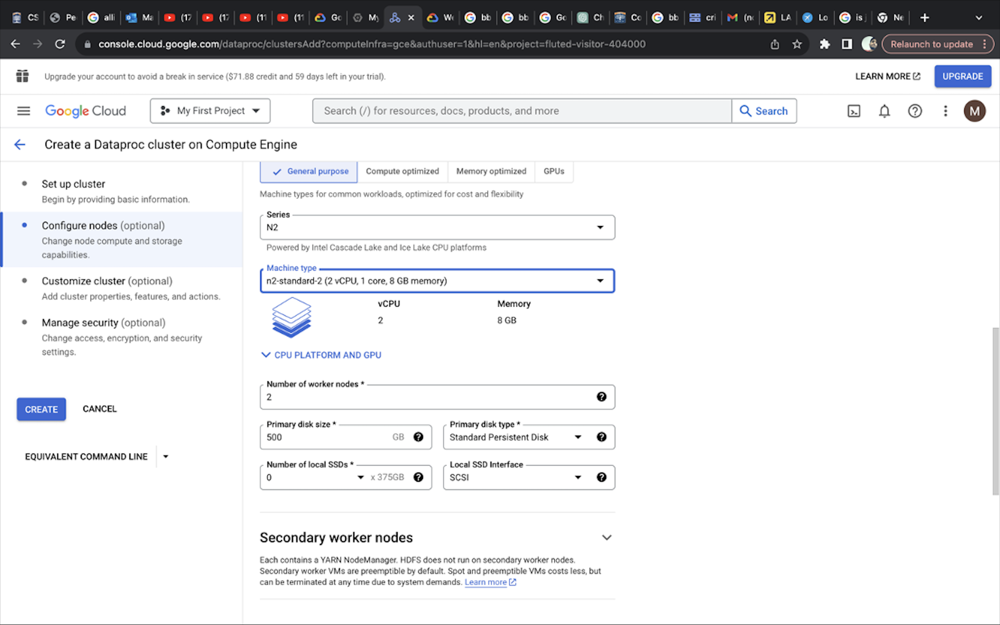 CS
Pe
alli
Ma
(17
(17
(11
(11
Go
My
We
bb
bb
Go
Ch
Co
bb
cri
(no
LA
Lo
is j
Ne
console.cloud.google.com/dataproc/clustersAdd?computeInfra=gce&authuser=1&hl=en&project=fluted-visitor-404000
Relaunch to update
Upgrade your account to avoid a break in service ($71.88 credit and 59 days left in your trial).
LEARN MORE
UPGRADE
Google Cloud
My First Project
Search (/) for resources, docs, products, and more
Search
M
Create a Dataproc cluster on Compute Engine
Set up cluster
Begin by providing basic information.
Configure nodes (optional)
Change node compute and storage
capabilities.
Customize cluster (optional)
Add cluster properties, features, and actions.
Manage security (optional)
Change access, encryption, and security
settings.
CREATE
CANCEL
EQUIVALENT COMMAND LINE
General purpose
Compute optimized
Memory optimized
GPUs
Machine types for common workloads, optimized for cost and flexibility
Series
N2
Powered by Intel Cascade Lake and Ice Lake CPU platforms
Machine type
n2-standard-2 (2 vCPU, 1 core, 8 GB memory)
vCPU
Memory
2
8 GB
CPU PLATFORM AND GPU
Number of worker nodes *
2
Primary disk size *
500 GB
Primary disk type *
Standard Persistent Disk
Number of local SSDs *
0 x 375GB
Local SSD Interface
SCSI
Secondary worker nodes
Each contains a YARN NodeManager. HDFS does not run on secondary worker nodes.
Secondary worker VMs are preemptible by default. Spot and preemptible VMs costs less, but
can be terminated at any time due to system demands. Learn more